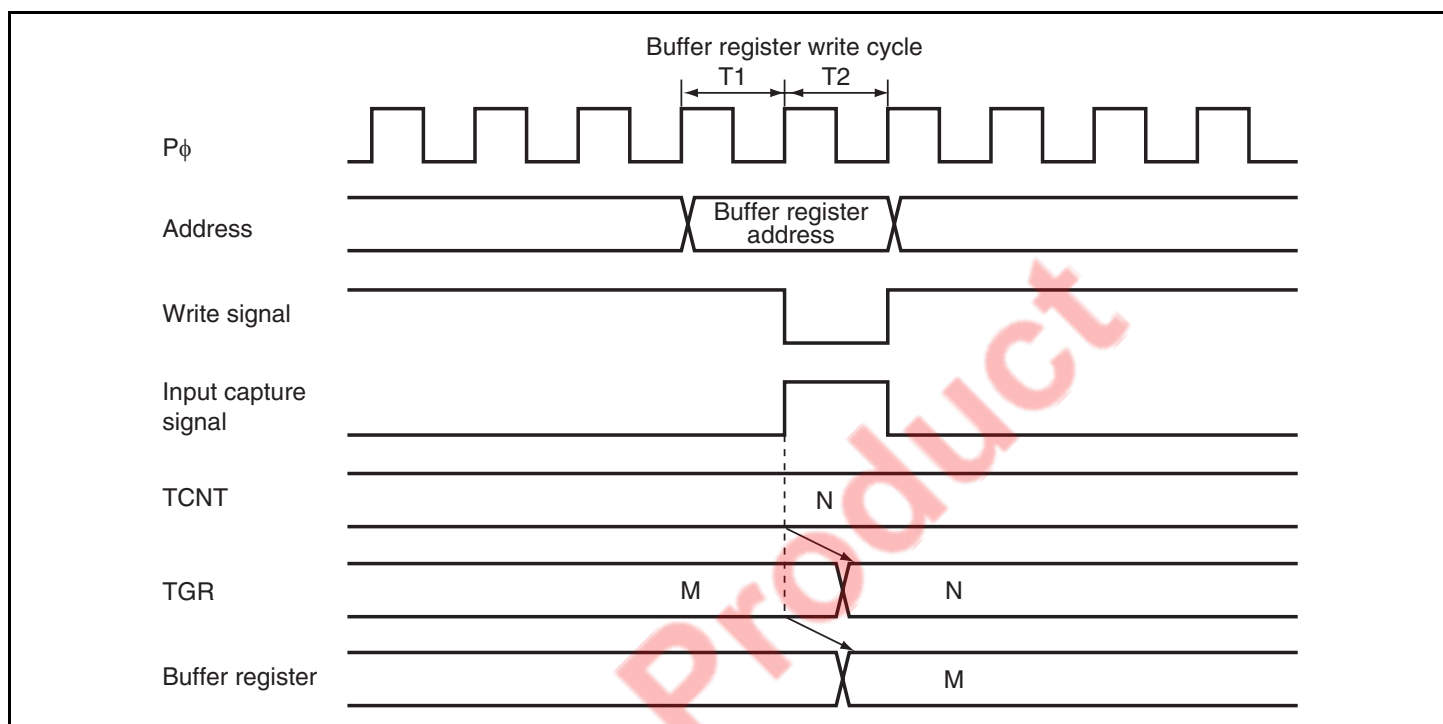 Buffer register write cycle
T1 T2
Pϕ
Address
Buffer register
address
Write signal
Input capture
signal
TCNT
N
TGR
M N
Buffer register
M
Product